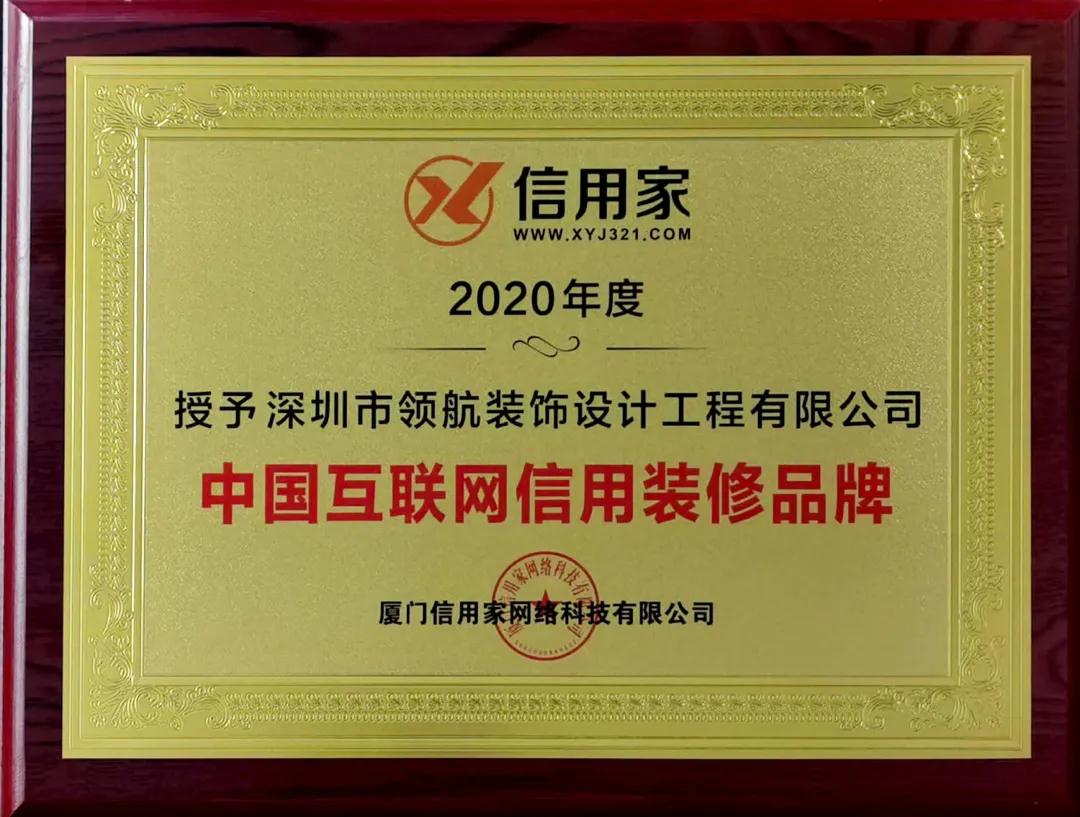 信用家
WWW.XYJ321.COM
2020年度
授予 深圳市领航装饰设计工程有限公司
中国互联网信用装修品牌
厦门信用家网络科技有限公司